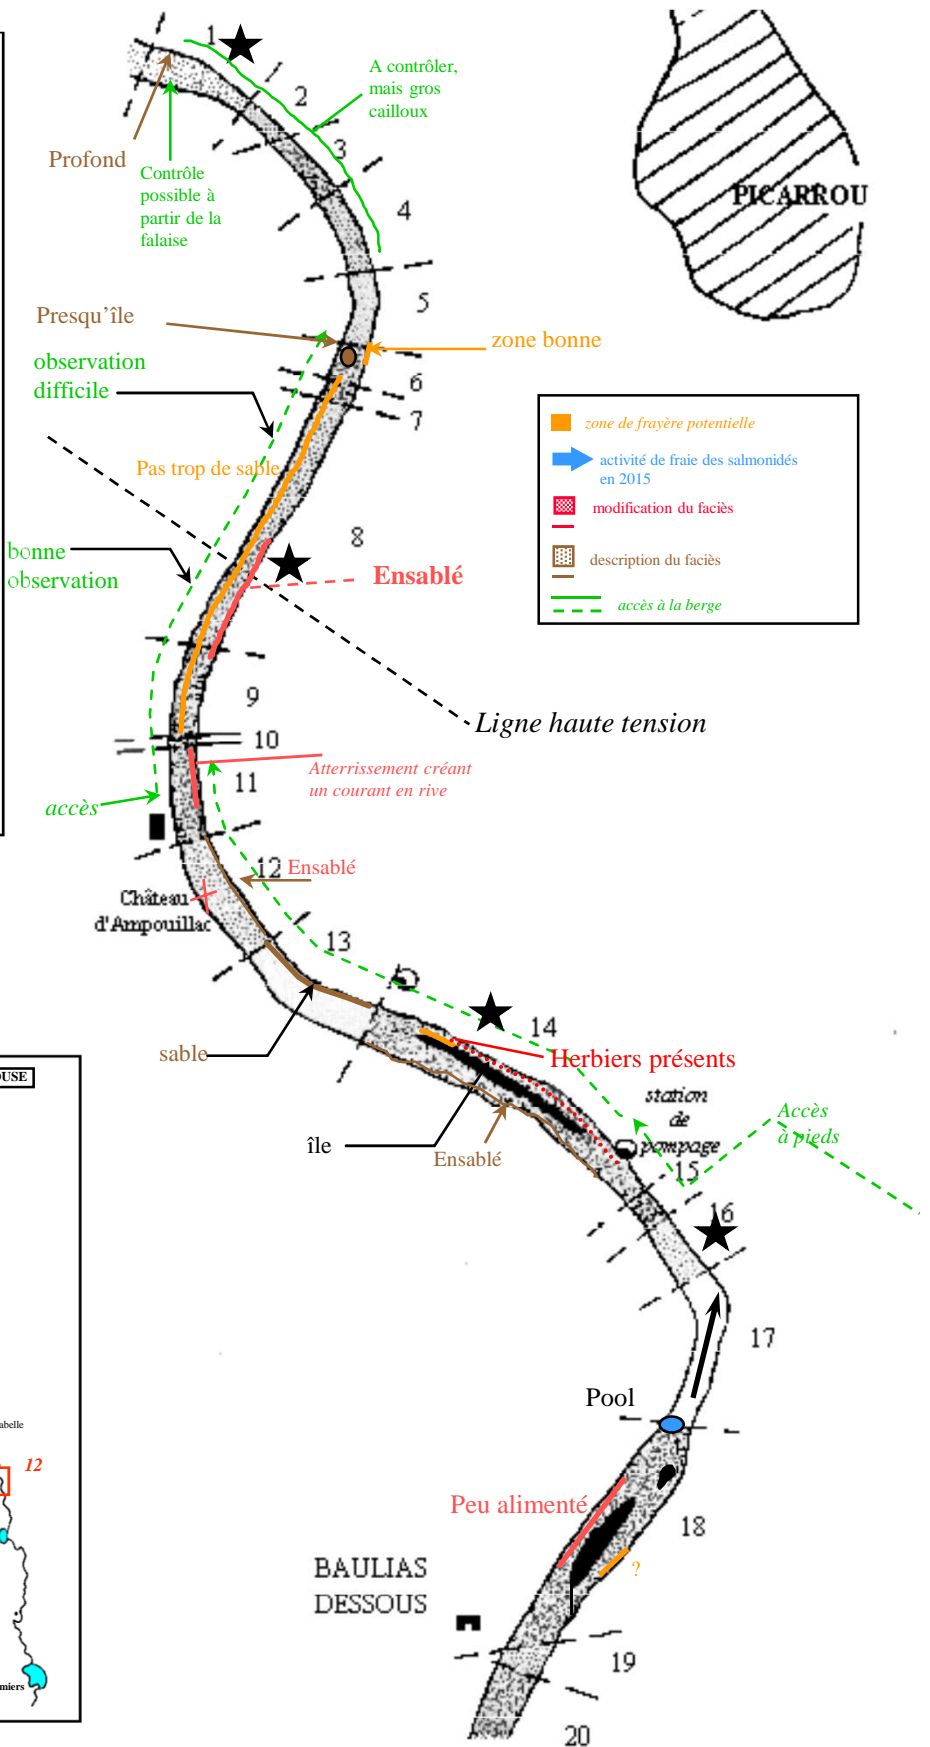 1
A contrôler,
mais gros
cailloux
2
3
Profond
Contrôle
possible à
partir de la
falaise
4
PICARROU
5
Presqu'île
zone bonne
observation
difficile
6
7
zone de frayère potentielle
activité de fraie des salmonidés
en 2015
modification du faciès
description du faciès
accès à la berge
Pas trop de sable
8
bonne
observation
Ensablé
9
Ligne haute tension
10
Atterrissement créant
un courant en rive
11
accès
12
Ensablé
Château
d'Ampouillac
13
sable
14
Herbiers présents
station
de
pampage
Accès
à pieds
île
Ensablé
15
16
17
Pool
12
Peu alimenté
18
?
BAULIAS
DESSOUS
19
20